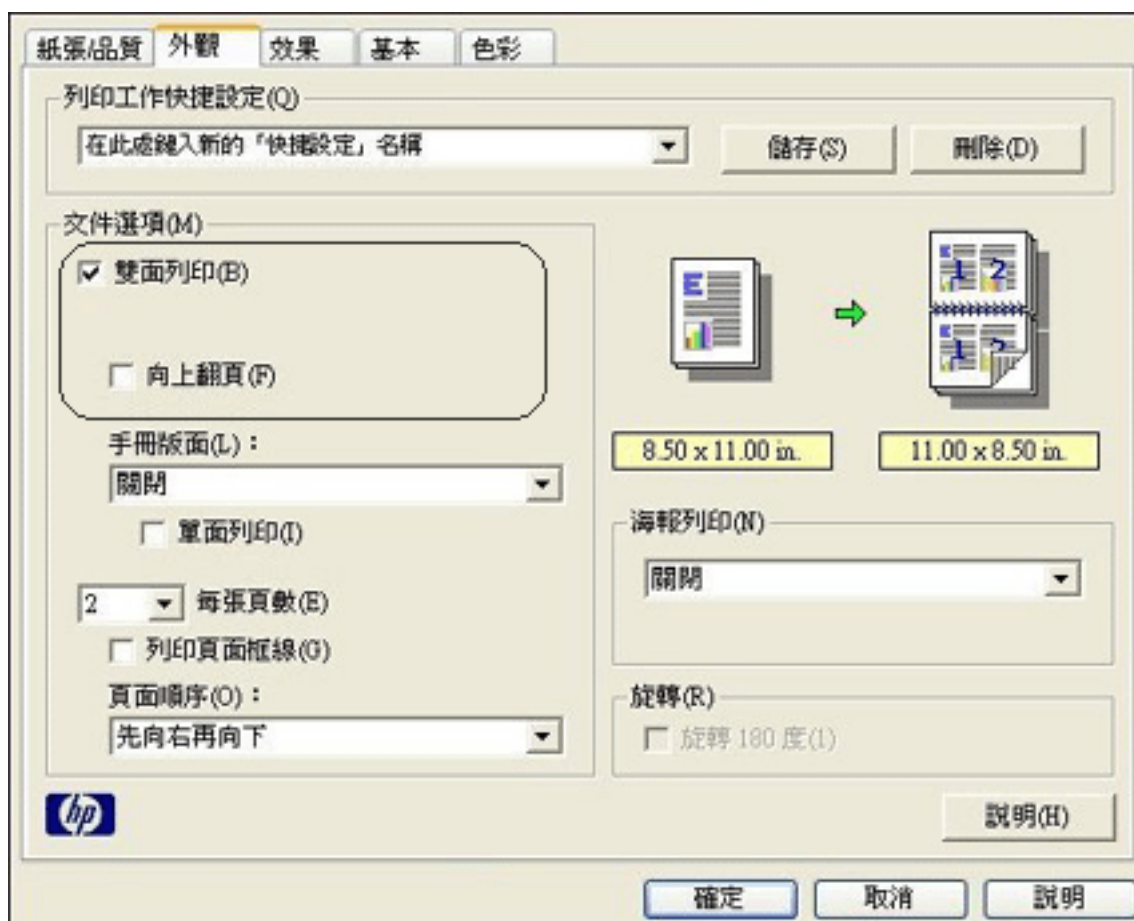 紙張/品質 外觀 效果 基本 色彩
列印工作快捷設定(Q)
在此處鍵入新的「快捷設定」名稱
儲存(S) 刪除(D)
文件選項(M)
雙面列印(B)
向上翻頁(F)
手冊版面(L)：
關閉
單面列印(I)
2 每張頁數(E)
列印頁面框線(G)
頁面順序(O)：
先向右再向下
E
1 2
1 2
8.50 x 11.00 in. 11.00 x 8.50 in.
海報列印(N)
關閉
旋轉(R)
旋轉 180 度(1)
hp
說明(H)
確定 取消 說明